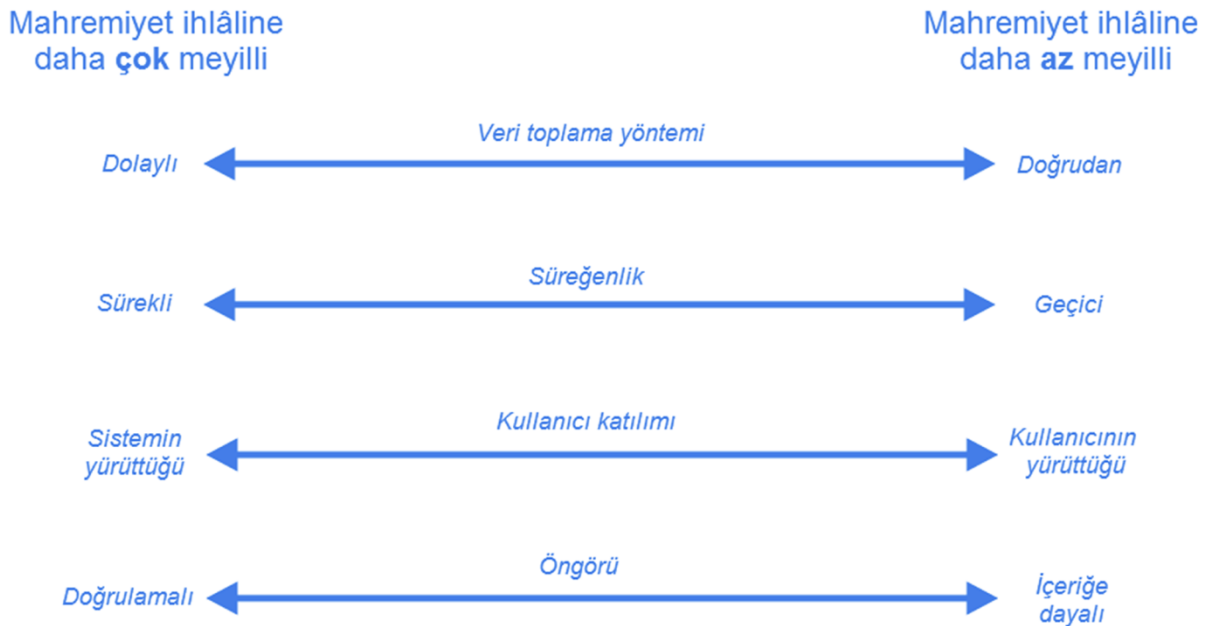 Mahremiyet ihlâline
daha çok meyilli
Mahremiyet ihlâline
daha az meyilli
Veri toplama yöntemi
Dolaylı
Doğrudan
Süreğenlik
Sürekli
Geçici
Kullanıcı katılımı
Sistemin
yürüttüğü
Kullanıcının
yürüttüğü
Öngörü
Doğrulamalı
İçeriğe
dayalı